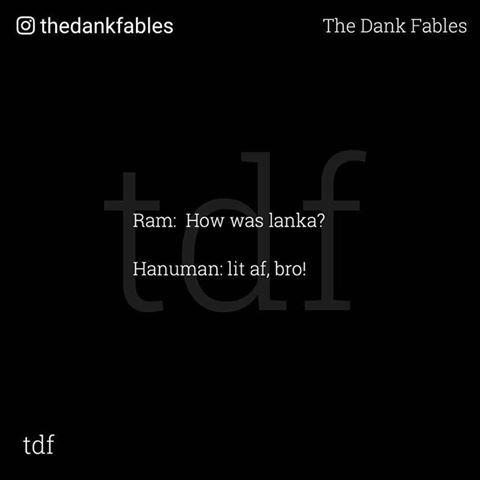 thedankfables
The Dank Fables
tdf
Ram: How was lanka?
Hanuman: lit af, bro!
tdf